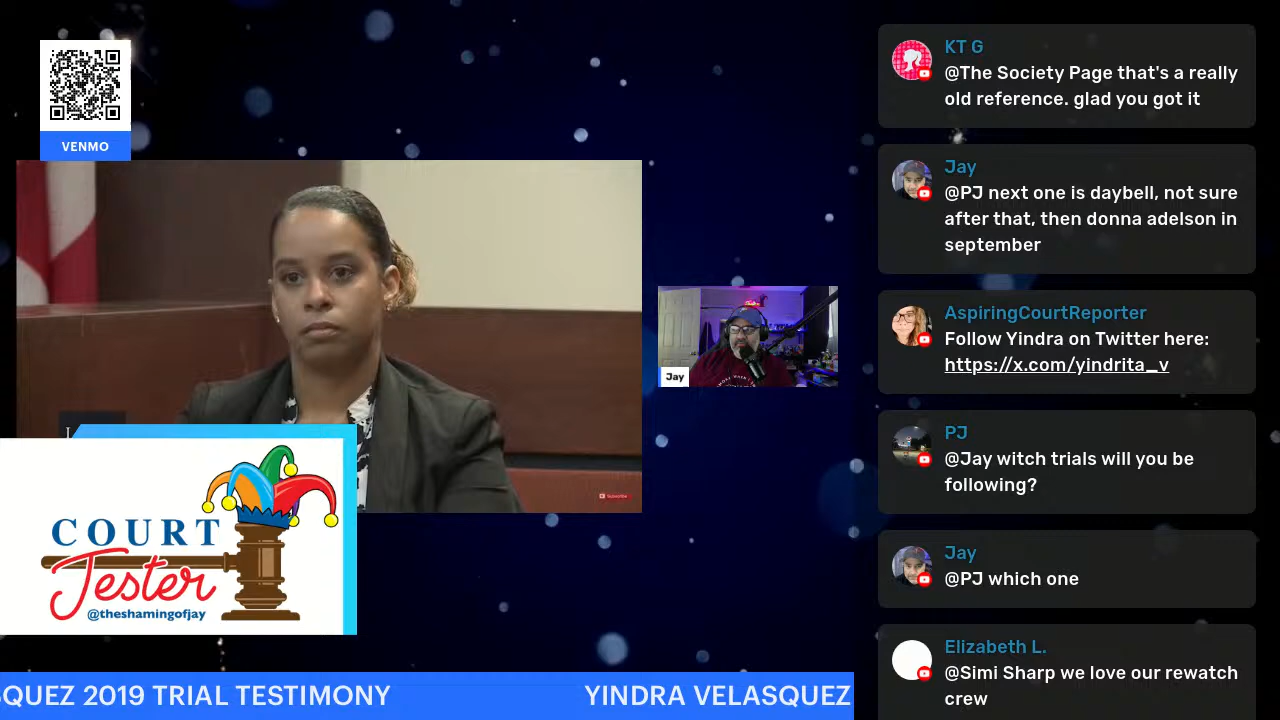 VENMO
Jay
Subscribe
COURT
Jester
@theshamingofjay
SQUEZ 2019 TRIAL TESTIMONY
YINDRA VELASQUEZ
KT G
@The Society Page that's a really
old reference. glad you got it
Jay
@PJ next one is daybell, not sure
after that, then donna adelson in
september
AspiringCourtReporter
Follow Yindra on Twitter here:
https://x.com/yindrita_v
PJ
@Jay witch trials will you be
following?
Jay
@PJ which one
Elizabeth L.
@Simi Sharp we love our rewatch
crew